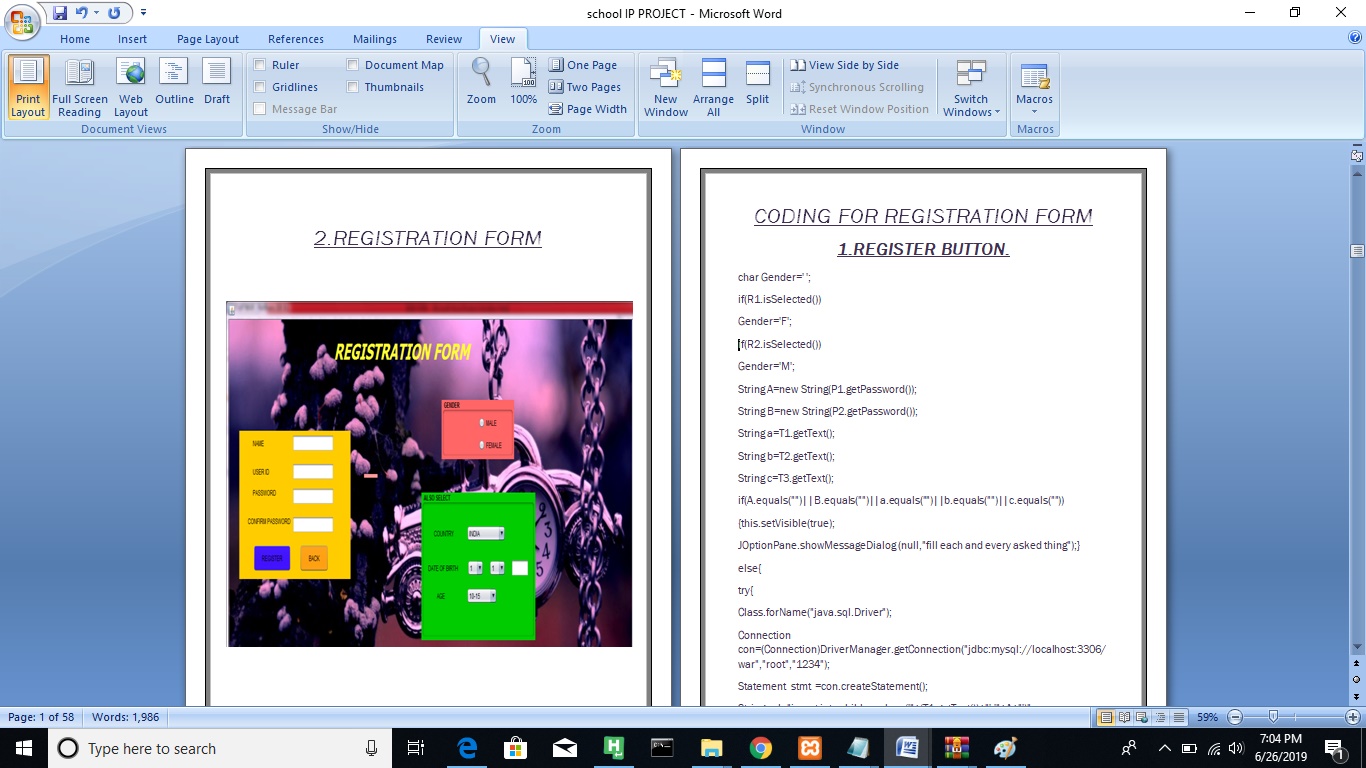 school IP PROJECT - Microsoft Word
Home Insert Page Layout References Mailings Review View
Ruler Document Map One Page View Side by Side
Gridlines Thumbnails Two Pages Synchronous Scrolling
Message Bar Page Width Reset Window Position
Print Layout Full Screen Reading Web Layout Outline Draft Zoom 100% New Window Arrange All Split Switch Windows Macros
Document Views Show/Hide Zoom Window Macros
2.REGISTRATION FORM
REGISTRATION FORM
GENDER
MALE
FEMALE
NAME
USER ID
PASSWORD
CONFIRM PASSWORD
REGISTER BACK
ALSO SELECT
COUNTRY INDIA
DATE OF BIRTH 1 1
AGE 10-15
CODING FOR REGISTRATION FORM
1.REGISTER BUTTON.
char Gender=' ';
if(R1.isSelected())
Gender='F';
if(R2.isSelected())
Gender='M';
String A=new String(P1.getPassword());
String B=new String(P2.getPassword());
String a=T1.getText();
String b=T2.getText();
String c=T3.getText();
if(A.equals("")||B.equals("")||a.equals("")||b.equals("")||c.equals(""))
{this.setVisible(true);
JOptionPane.showMessageDialog(null,"fill each and every asked thing");}
else{
try{
Class.forName("java.sql.Driver");
Connection
con=(Connection)DriverManager.getConnection("jdbc:mysql://localhost:3306/
war","root","1234");
Statement stmt =con.createStatement();
Page: 1 of 58 Words: 1,986 59%
Type here to search
7:04 PM
6/26/2019
1